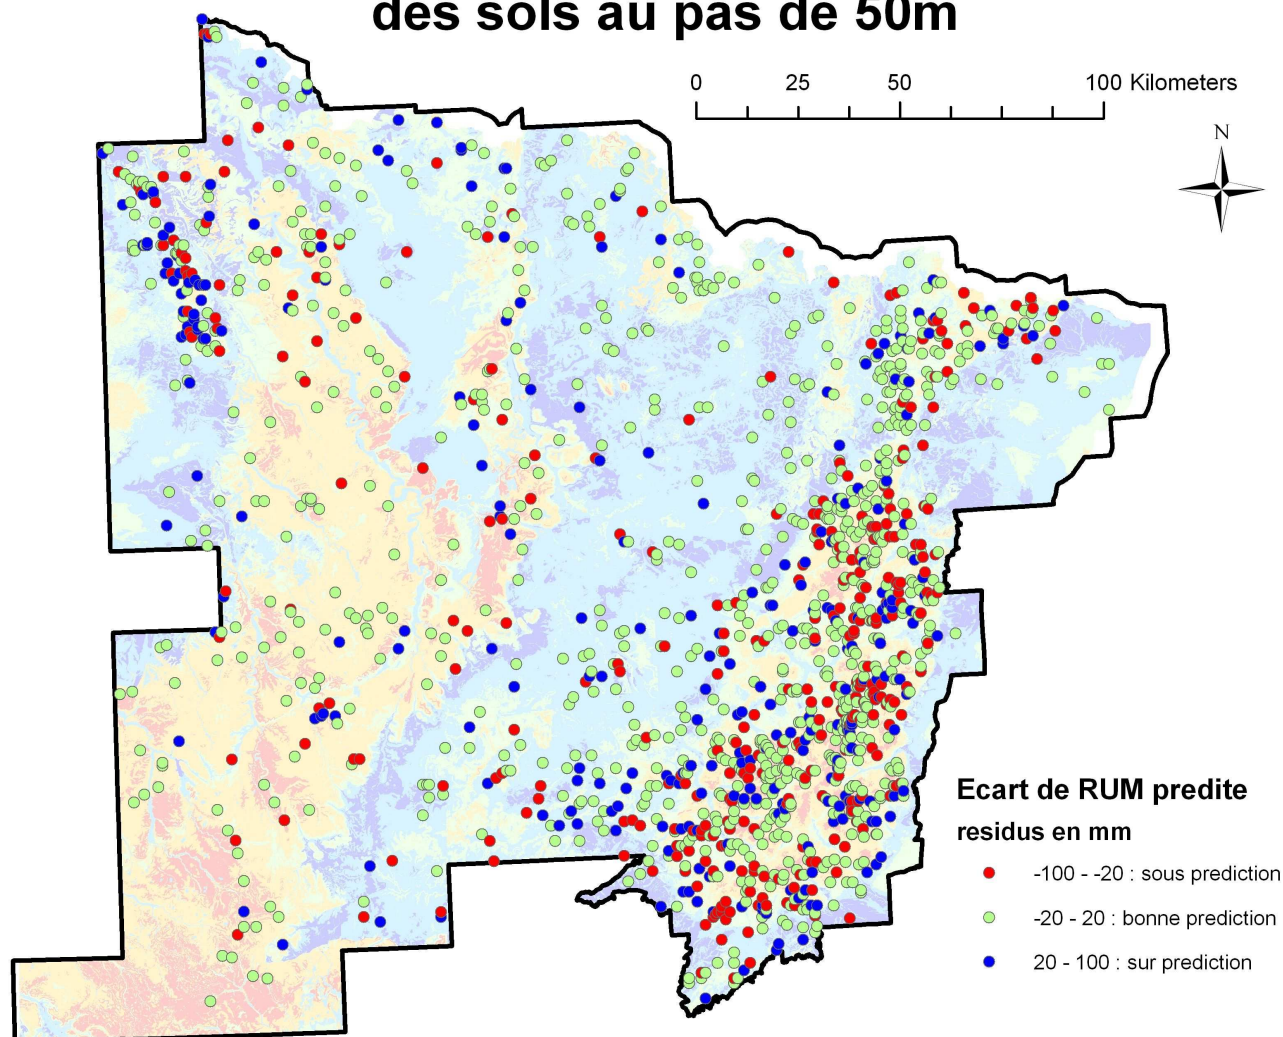 des sols au pas de 50m
0 25 50 100 Kilometers
N
Ecart de RUM predite
residus en mm
-100 - -20 : sous prediction
-20 - 20 : bonne prediction
20 - 100 : sur prediction